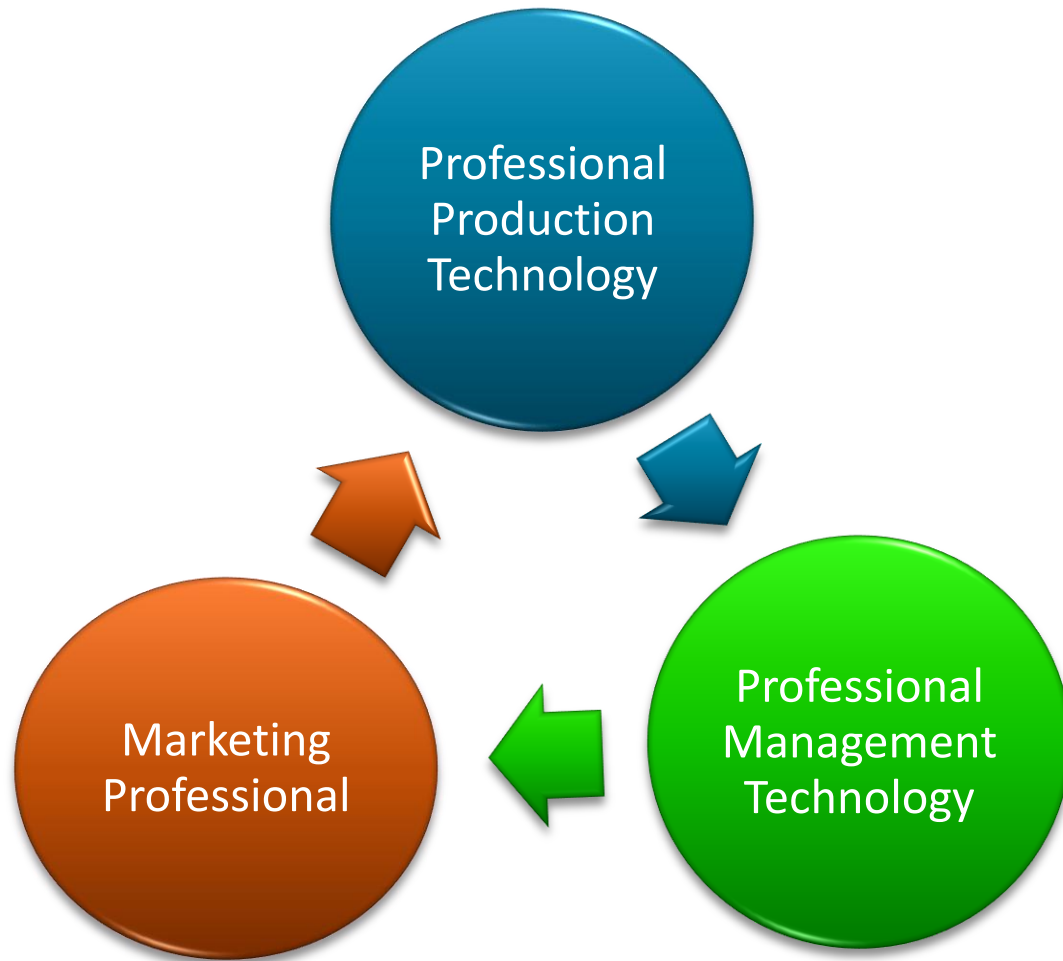 Professional
Production
Technology
Professional
Management
Technology
Marketing
Professional